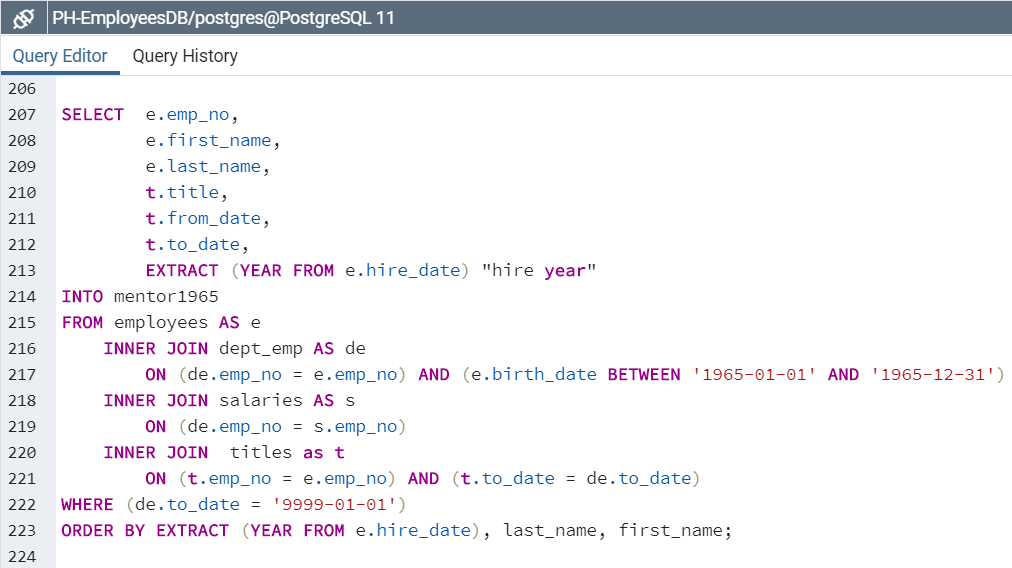 PH-EmployeesDB/postgres@PostgreSQL 11
Query Editor Query History
206
207 SELECT  e.emp_no,
208         e.first_name,
209         e.last_name,
210         t.title,
211         t.from_date,
212         t.to_date,
213         EXTRACT (YEAR FROM e.hire_date) "hire year"
214 INTO mentor1965
215 FROM employees AS e
216     INNER JOIN dept_emp AS de
217         ON (de.emp_no = e.emp_no) AND (e.birth_date BETWEEN '1965-01-01' AND '1965-12-31')
218     INNER JOIN salaries AS s
219         ON (de.emp_no = s.emp_no)
220     INNER JOIN  titles as t
221         ON (t.emp_no = e.emp_no) AND (t.to_date = de.to_date)
222 WHERE (de.to_date = '9999-01-01')
223 ORDER BY EXTRACT (YEAR FROM e.hire_date), last_name, first_name;
224